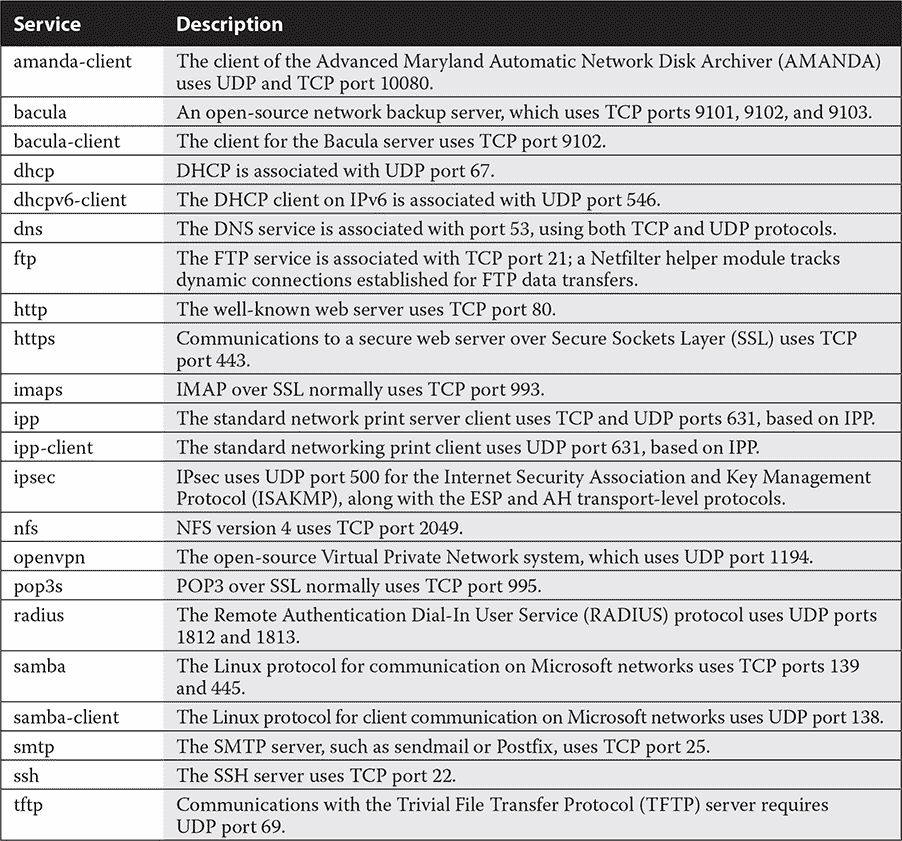 Service Description
amanda-client The client of the Advanced Maryland Automatic Network Disk Archiver (AMANDA)
uses UDP and TCP port 10080.
bacula An open-source network backup server, which uses TCP ports 9101, 9102, and 9103.
bacula-client The client for the Bacula server uses TCP port 9102.
dhcp DHCP is associated with UDP port 67.
dhcpv6-client The DHCP client on IPv6 is associated with UDP port 546.
dns The DNS service is associated with port 53, using both TCP and UDP protocols.
ftp The FTP service is associated with TCP port 21; a Netfilter helper module tracks
dynamic connections established for FTP data transfers.
http The well-known web server uses TCP port 80.
https Communications to a secure web server over Secure Sockets Layer (SSL) uses TCP
port 443.
imaps IMAP over SSL normally uses TCP port 993.
ipp The standard network print server client uses TCP and UDP ports 631, based on IPP.
ipp-client The standard networking print client uses UDP port 631, based on IPP.
ipsec IPsec uses UDP port 500 for the Internet Security Association and Key Management
Protocol (ISAKMP), along with the ESP and AH transport-level protocols.
nfs NFS version 4 uses TCP port 2049.
openvpn The open-source Virtual Private Network system, which uses UDP port 1194.
pop3s POP3 over SSL normally uses TCP port 995.
radius The Remote Authentication Dial-In User Service (RADIUS) protocol uses UDP ports
1812 and 1813.
samba The Linux protocol for communication on Microsoft networks uses TCP ports 139
and 445.
samba-client The Linux protocol for client communication on Microsoft networks uses UDP port 138.
smtp The SMTP server, such as sendmail or Postfix, uses TCP port 25.
ssh The SSH server uses TCP port 22.
tftp Communications with the Trivial File Transfer Protocol (TFTP) server requires
UDP port 69.